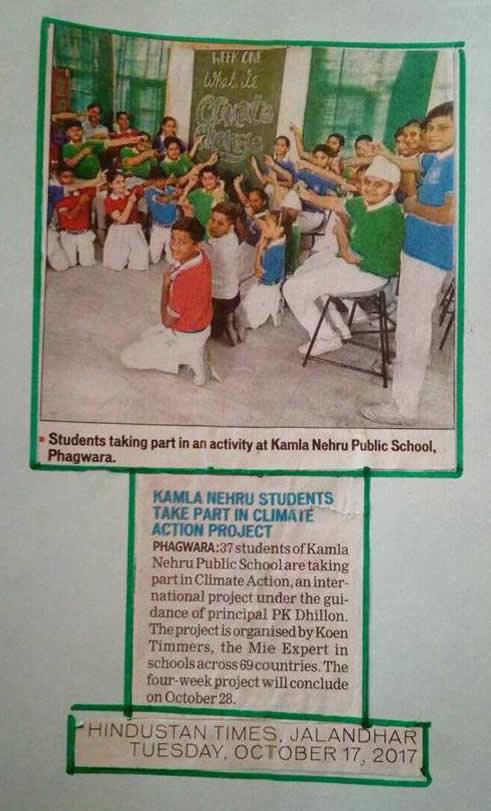 WEEK ONE
What is
Climate
Change
Students taking part in an activity at Kamla Nehru Public School,
Phagwara.
KAMLA NEHRU STUDENTS
TAKE PART IN CLIMATE
ACTION PROJECT
PHAGWARA:37 students of Kamla
Nehru Public School are taking
part in Climate Action, an inter-
national project under the gui-
dance of principal PK Dhillon.
The project is organised by Koen
Timmers, the Mie Expert in
schools across 69 countries. The
four-week project will conclude
on October 28.
HINDUSTAN TIMES, JALANDHAR
TUESDAY, OCTOBER 17, 2017